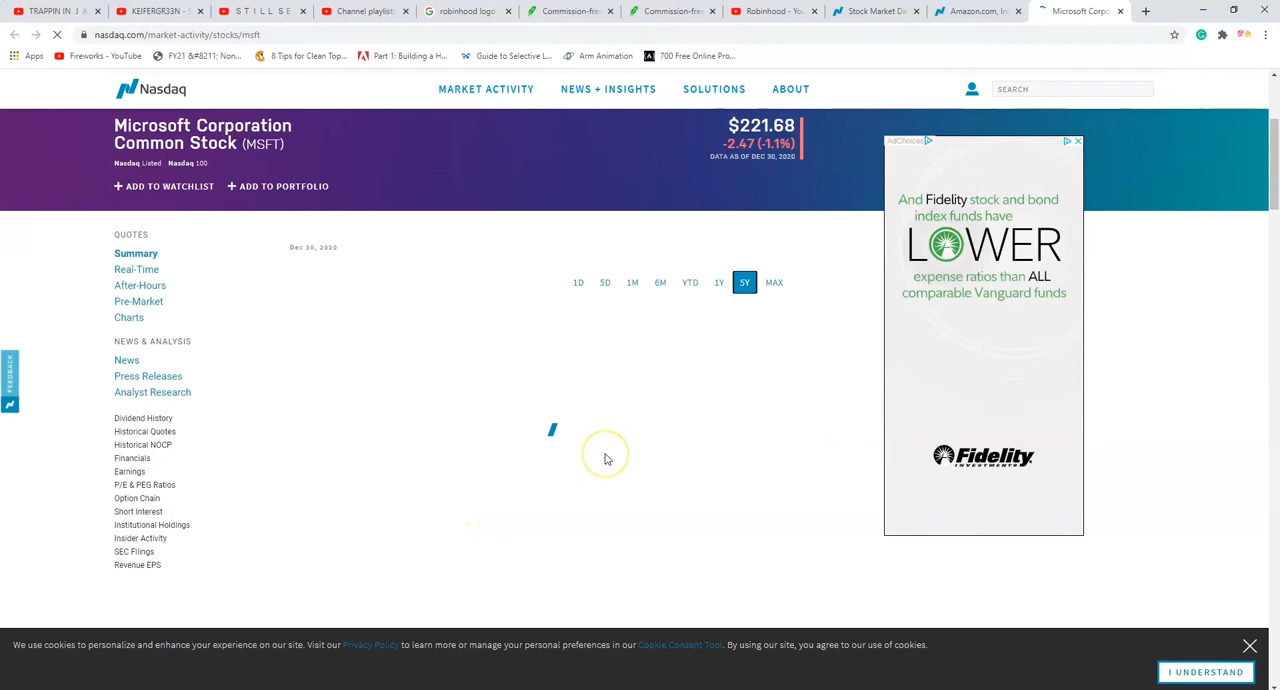 TRAPPIN IN J A
KEIFERGR33N - S
S T I L L S E
Channel playlists
robinhood logo
Commission-free
Commission-free
Robinhood - You
Stock Market Da
Amazon.com, In
Microsoft Corpo
nasdaq.com/market-activity/stocks/msft
Apps
Fireworks - YouTube
FY21 &#8211; Non...
8 Tips for Clean Top...
Part 1: Building a H...
Guide to Selective L...
Arm Animation
700 Free Online Pro...
Nasdaq
MARKET ACTIVITY
NEWS + INSIGHTS
SOLUTIONS
ABOUT
SEARCH
Microsoft Corporation
Common Stock (MSFT)
Nasdaq Listed Nasdaq 100
+ ADD TO WATCHLIST + ADD TO PORTFOLIO
$221.68
-2.47 (-1.1%)
DATA AS OF DEC 30, 2020
AdChoices
And Fidelity stock and bond
index funds have
LOWER
expense ratios than ALL
comparable Vanguard funds
Fidelity
INVESTMENTS
QUOTES
Summary
Real-Time
After-Hours
Pre-Market
Charts
NEWS & ANALYSIS
News
Press Releases
Analyst Research
Dividend History
Historical Quotes
Historical NOCP
Financials
Earnings
P/E & PEG Ratios
Option Chain
Short Interest
Institutional Holdings
Insider Activity
SEC Filings
Revenue EPS
Dec 30, 2020
1D 5D 1M 6M YTD 1Y 5Y MAX
FEEDBACK
We use cookies to personalize and enhance your experience on our site. Visit our Privacy Policy to learn more or manage your personal preferences in our Cookie Consent Tool. By using our site, you agree to our use of cookies.
I UNDERSTAND